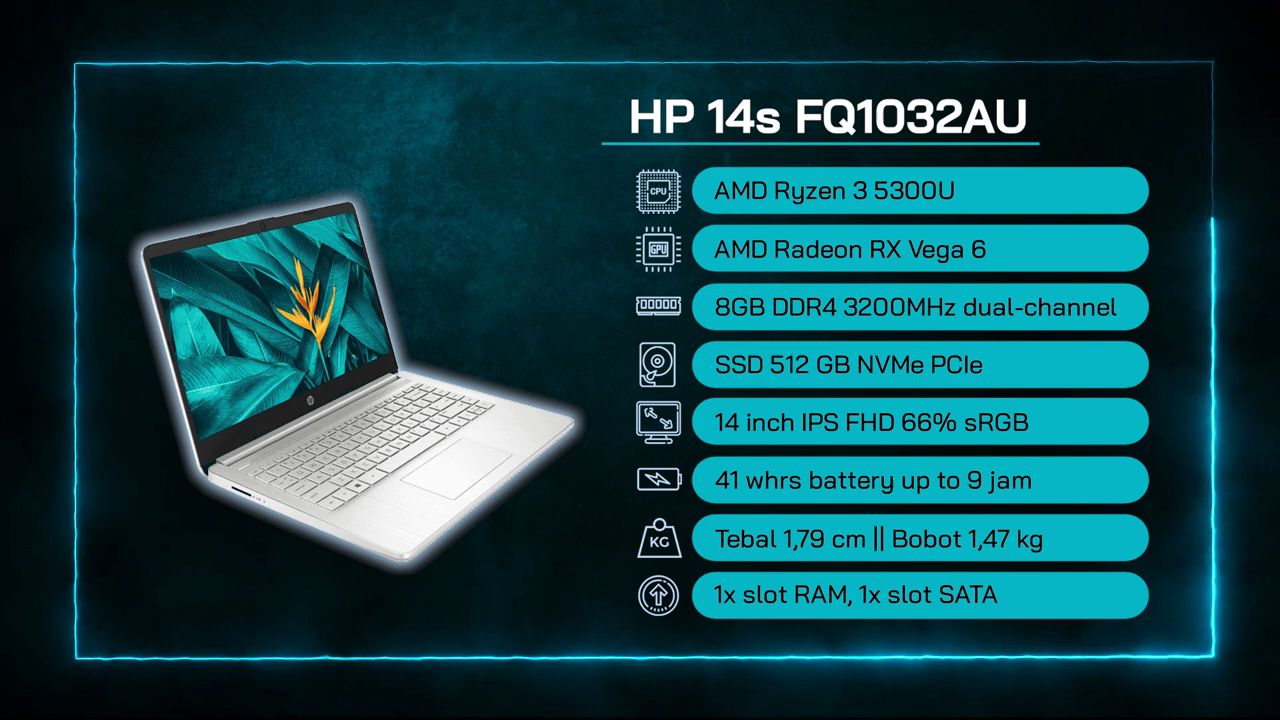 HP 14s FQ1032AU
CPU
AMD Ryzen 3 5300U
GPU
AMD Radeon RX Vega 6
8GB DDR4 3200MHz dual-channel
SSD 512 GB NVMe PCIe
14 inch IPS FHD 66% sRGB
41 whrs battery up to 9 jam
KG
Tebal 1,79 cm || Bobot 1,47 kg
1x slot RAM, 1x slot SATA
hp